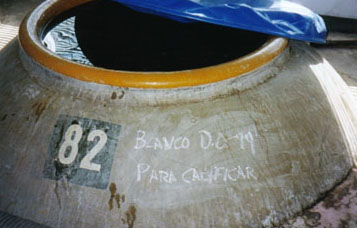 82
BLANCO D.C-19
PARA CALIFICAR